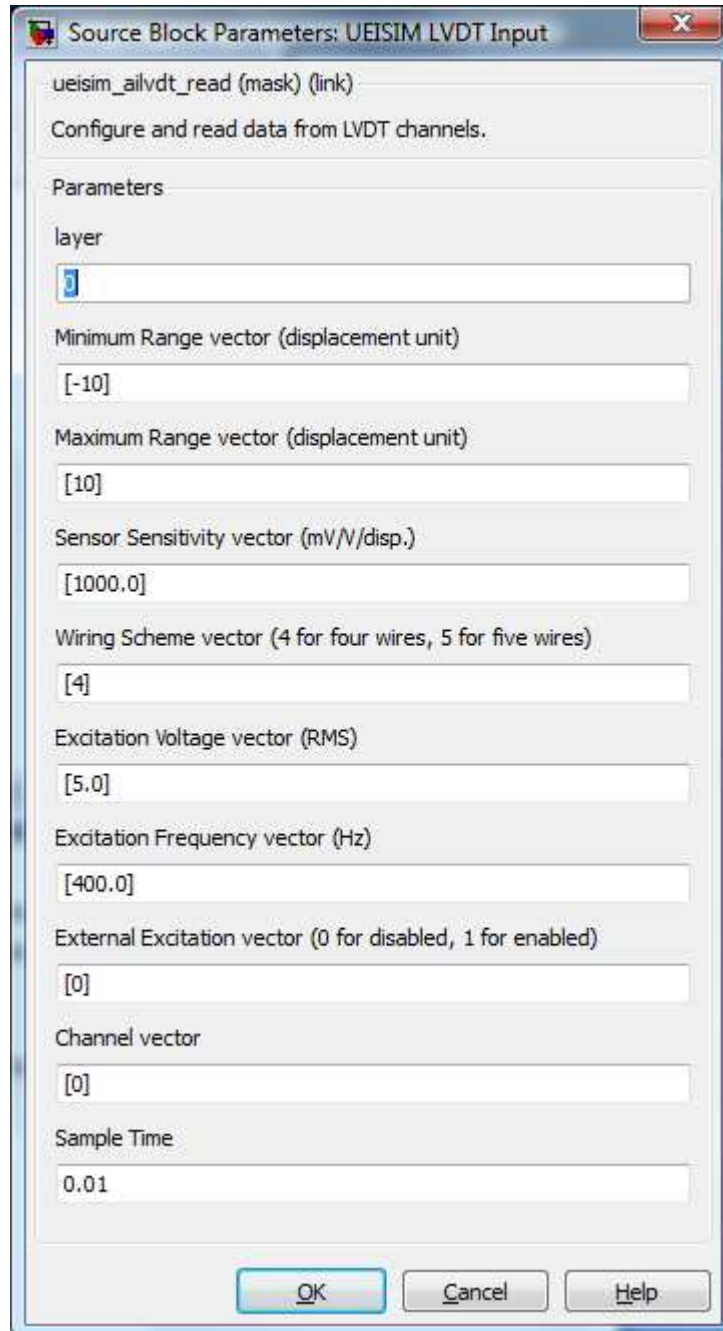 Source Block Parameters: UEISIM LVDT Input
ueisim_ailvdt_read (mask) (link)
Configure and read data from LVDT channels.
Parameters
layer
0
Minimum Range vector (displacement unit)
[-10]
Maximum Range vector (displacement unit)
[10]
Sensor Sensitivity vector (mV/V/disp.)
[1000.0]
Wiring Scheme vector (4 for four wires, 5 for five wires)
[4]
Excitation Voltage vector (RMS)
[5.0]
Excitation Frequency vector (Hz)
[400.0]
External Excitation vector (0 for disabled, 1 for enabled)
[0]
Channel vector
[0]
Sample Time
0.01
OK Cancel Help